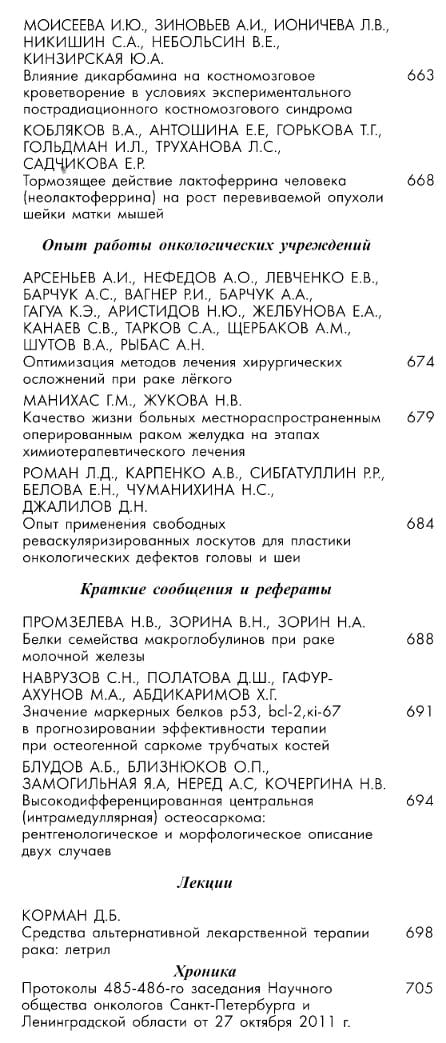 МОИСЕЕВА И.Ю., ЗИНОВЬЕВ А.И., ИОНИЧЕВА Л.В.,
НИКИШИН С.А., НЕБОЛЬСИН В.Е.,
КИНЗИРСКАЯ Ю.А.
Влияние дикарбамина на костномозговое 663
кроветворение в условиях экспериментального
пострадиационного костномозгового синдрома
КОБЛЯКОВ В.А., АНТОШИНА Е.Е, ГОРЬКОВА Т.Г.,
ГОЛЬДМАН И.Л., ТРУХАНОВА Л.С.,
САДЧИКОВА Е.Р.
Тормозящее действие лактоферрина человека 668
(неолактоферрина) на рост перевиваемой опухоли
шейки матки мышей
Опыт работы онкологических учреждений
АРСЕНЬЕВ А.И., НЕФЕДОВ А.О., ЛЕВЧЕНКО Е.В.,
БАРЧУК А.С., ВАГНЕР Р.И., БАРЧУК А.А.,
ГАГУА К.Э., АРИСТИДОВ Н.Ю., ЖЕЛБУНОВА Е.А.,
КАНАЕВ С.В., ТАРКОВ С.А., ЩЕРБАКОВ А.М.,
ШУТОВ В.А., РЫБАС А.Н.
Оптимизация методов лечения хирургических 674
осложнений при раке лёгкого
МАНИХАС Г.М., ЖУКОВА Н.В.
Качество жизни больных местнораспространенным 679
оперированным раком желудка на этапах
химиотерапевтического лечения
РОМАН Л.Д., КАРПЕНКО А.В., СИБГАТУЛЛИН Р.Р.,
БЕЛОВА Е.Н., ЧУМАНИХИНА Н.С.,
ДЖАЛИЛОВ Д.Н.
Опыт применения свободных 684
реваскуляризированных лоскутов для пластики
онкологических дефектов головы и шеи
Краткие сообщения и рефераты
ПРОМЗЕЛЕВА Н.В., ЗОРИНА В.Н., ЗОРИН Н.А.
Белки семейства макроглобулинов при раке 688
молочной железы
НАВРУЗОВ С.Н., ПОЛАТОВА Д.Ш., ГАФУР-
АХУНОВ М.А., АБДИКАРИМОВ Х.Г.
Значение маркерных белков р53, bcl-2,кi-67 691
в прогнозировании эффективности терапии
при остеогенной саркоме трубчатых костей
БЛУДОВ А.Б., БЛИЗНЮКОВ О.П.,
ЗАМОГИЛЬНАЯ Я.А, НЕРЕД А.С, КОЧЕРГИНА Н.В.
Высокодифференцированная центральная 694
(интрамедуллярная) остеосаркома:
рентгенологическое и морфологическое описание
двух случаев
Лекции
КОРМАН Д.Б.
Средства альтернативной лекарственной терапии 698
рака: летрил
Хроника
Протоколы 485-486-го заседания Научного 705
общества онкологов Санкт-Петербурга и
Ленинградской области от 27 октября 2011 г.